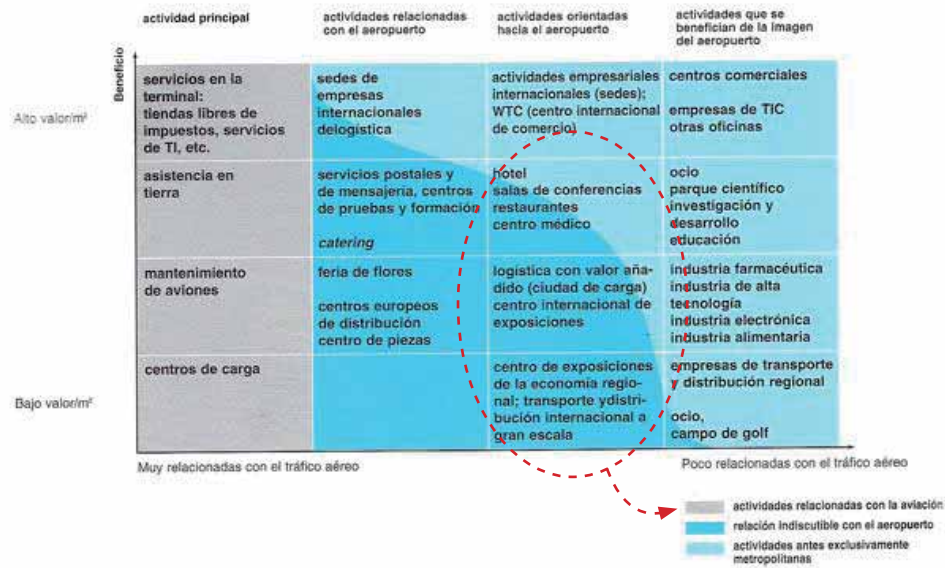 actividad principal
actividades relacionadas
con el aeropuerto
actividades orientadas
hacia el aeropuerto
actividades que se
benefician de la imagen
del aeropuerto
Beneficio
Alto valor/m²
servicios en la
terminal:
tiendas libres de
impuestos, servicios
de TI, etc.
sedes de
empresas
internacionales
delogística
actividades empresariales
internacionales (sedes);
WTC (centro internacional
de comercio)
centros comerciales
empresas de TIC
otras oficinas
asistencia en
tierra
servicios postales y
de mensajería, centros
de pruebas y formación
catering
hotel
salas de conferencias
restaurantes
centro médico
ocio
parque científico
investigación y
desarrollo
educación
mantenimiento
de aviones
feria de flores
centros europeos
de distribución
centro de piezas
logística con valor aña-
dido (ciudad de carga)
centro internacional de
exposiciones
industria farmacéutica
industria de alta
tecnología
industria electrónica
industria alimentaria
Bajo valor/m²
centros de carga
centro de exposiciones
de la economía regio-
nal; transporte ydistri-
bución internacional a
gran escala
empresas de transporte
y distribución regional
ocio,
campo de golf
Muy relacionadas con el tráfico aéreo
Poco relacionadas con el tráfico aéreo
actividades relacionadas con la aviación
relación indiscutible con el aeropuerto
actividades antes exclusivamente
metropolitanas